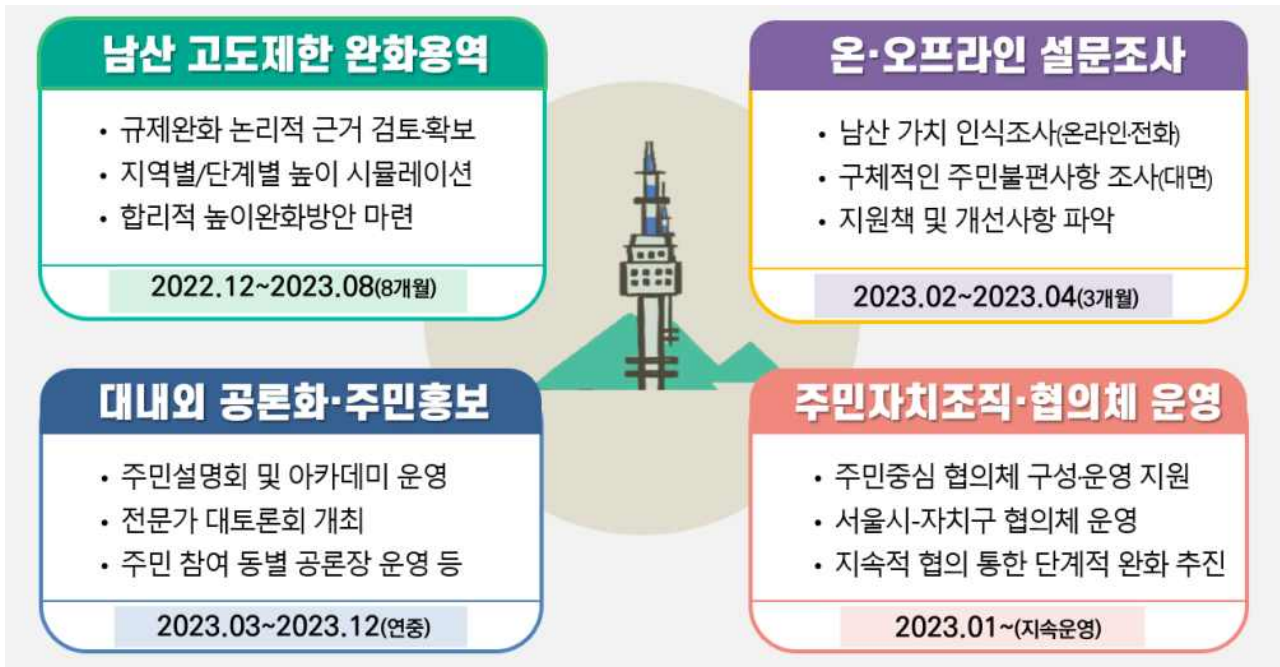 남산 고도제한 완화용역
• 규제완화 논리적 근거 검토·확보
• 지역별/단계별 높이 시뮬레이션
• 합리적 높이완화방안 마련
2022.12~2023.08(8개월)
온·오프라인 설문조사
• 남산 가치 인식조사(온라인·전화)
• 구체적인 주민불편사항 조사(대면)
• 지원책 및 개선사항 파악
2023.02~2023.04(3개월)
대내외 공론화·주민홍보
• 주민설명회 및 아카데미 운영
• 전문가 대토론회 개최
• 주민 참여 동별 공론장 운영 등
2023.03~2023.12(연중)
주민자치조직·협의체 운영
• 주민중심 협의체 구성·운영 지원
• 서울시-자치구 협의체 운영
• 지속적 협의 통한 단계적 완화 추진
2023.01~(지속운영)